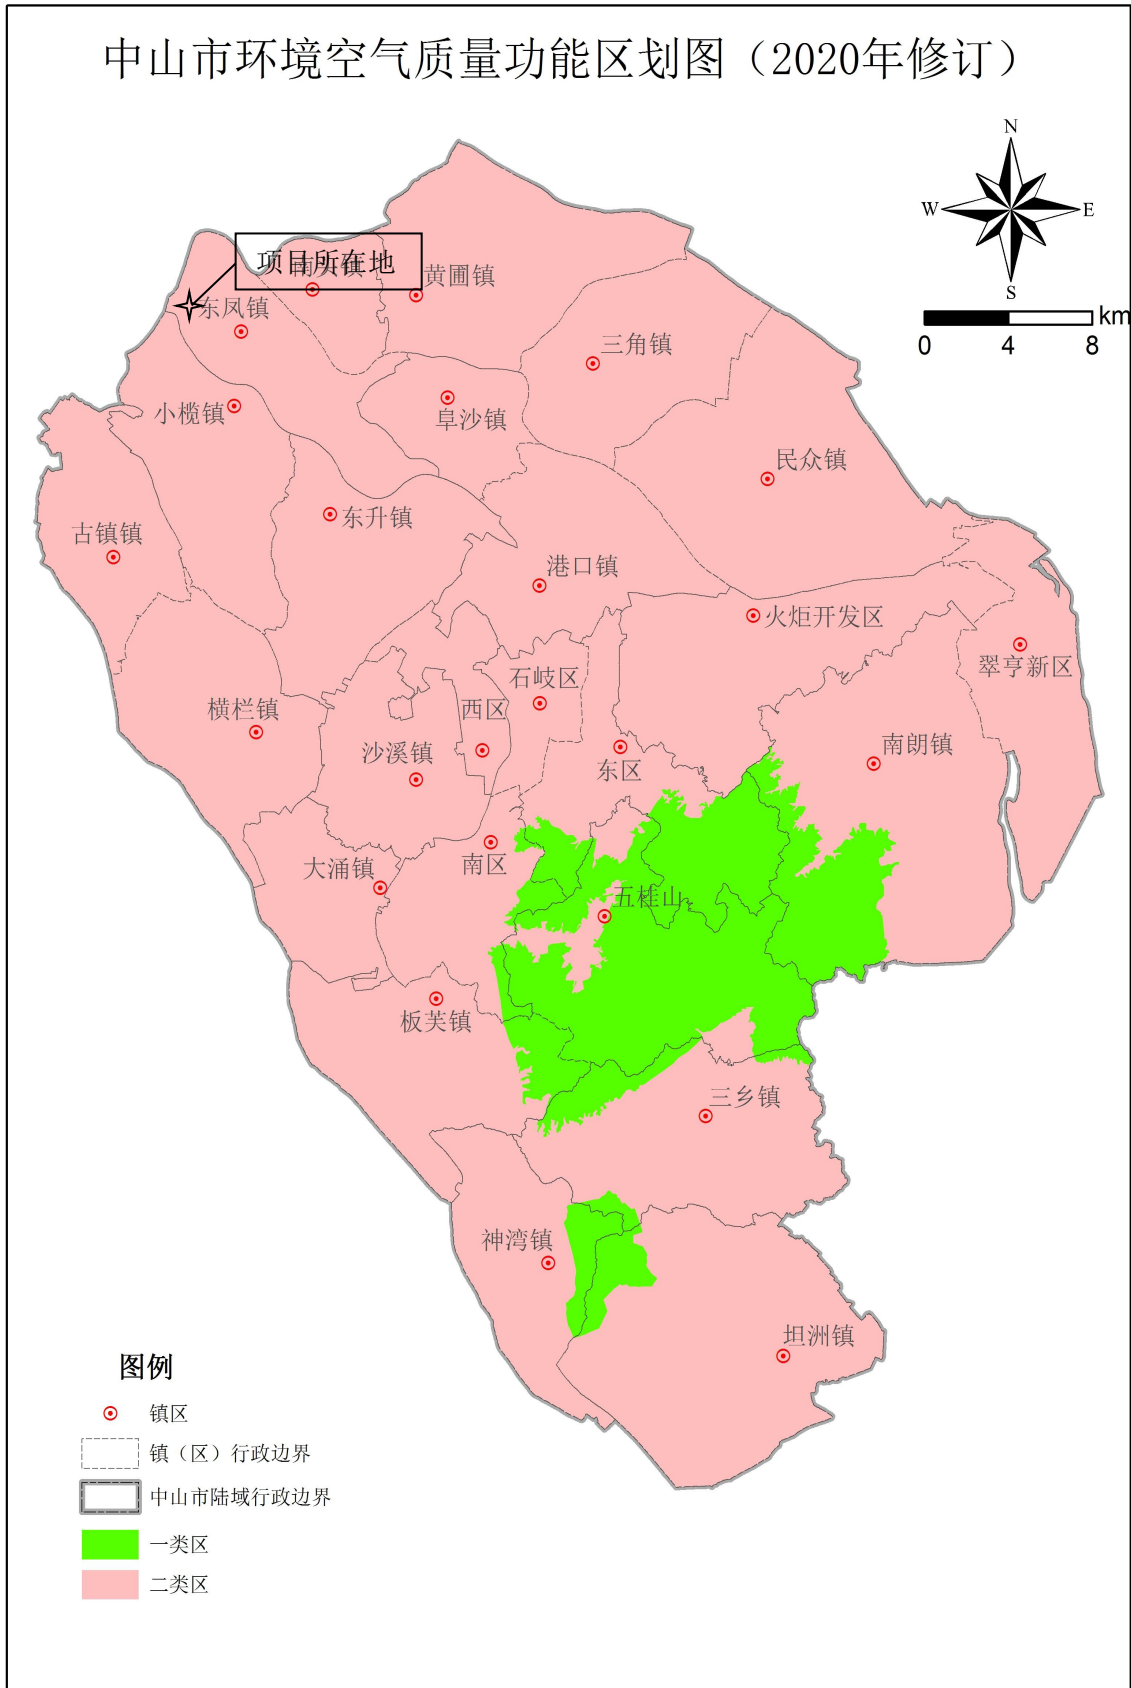 中山市环境空气质量功能区划图（2020年修订）
N
W
E
S
km
0 4 8
项目所在地
南头镇
黄圃镇
东凤镇
三角镇
小榄镇
阜沙镇
民众镇
东升镇
古镇镇
港口镇
火炬开发区
翠亨新区
石岐区
西区
横栏镇
沙溪镇
东区
南朗镇
南区
大涌镇
五桂山
板芙镇
三乡镇
神湾镇
坦洲镇
图例
镇区
镇（区）行政边界
中山市陆域行政边界
一类区
二类区